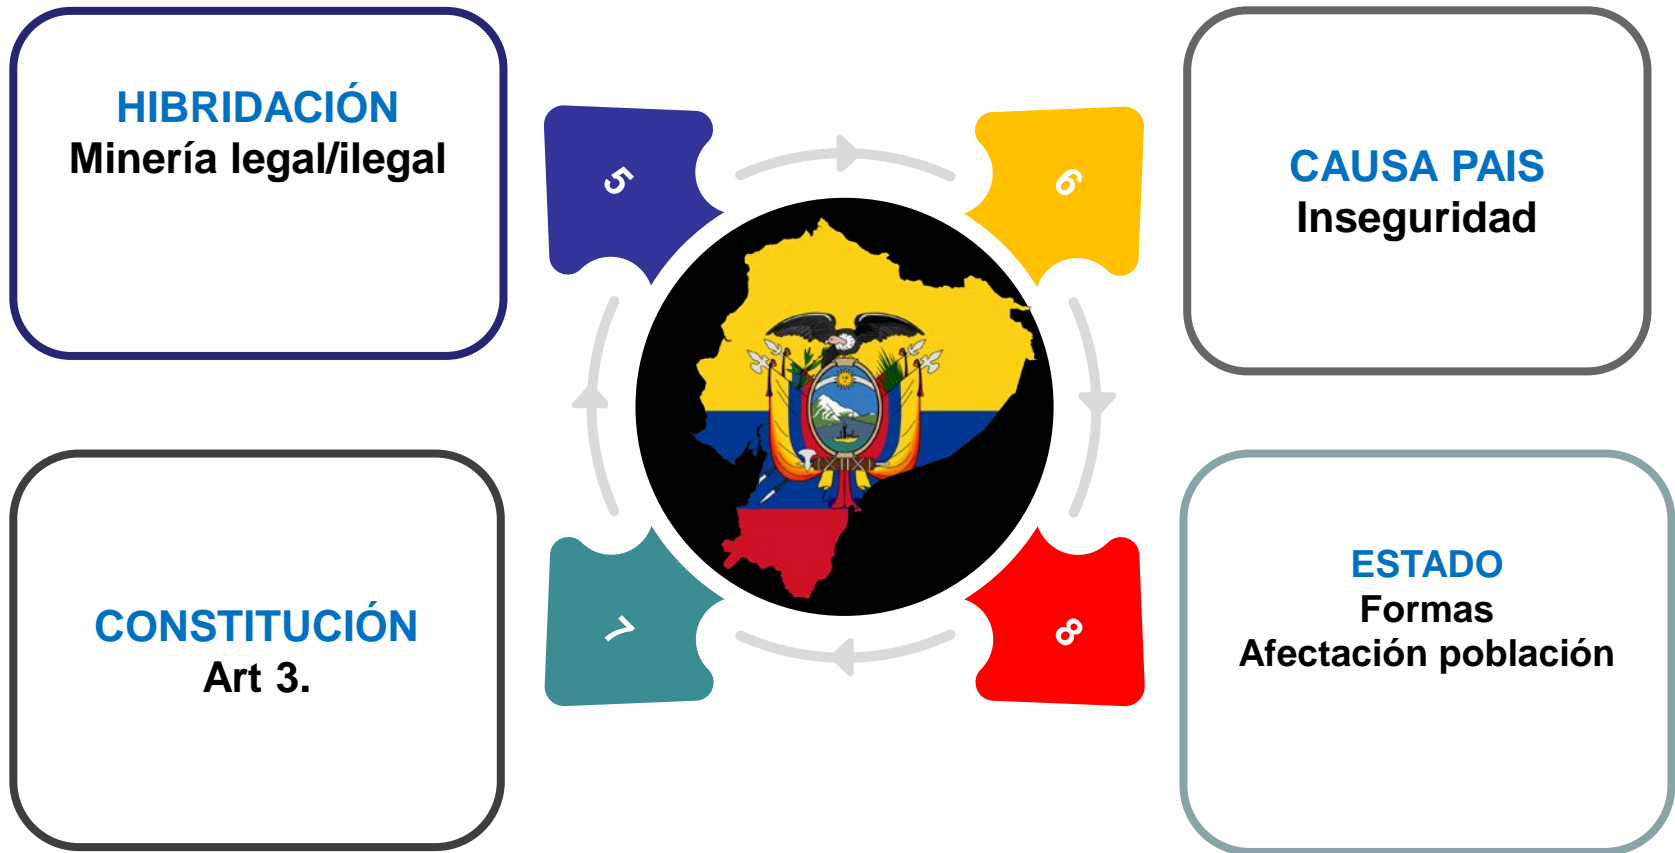 HIBRIDACIÓN
Minería legal/ilegal
5
6
CAUSA PAIS
Inseguridad
CONSTITUCIÓN
Art 3.
7
8
ESTADO
Formas
Afectación población